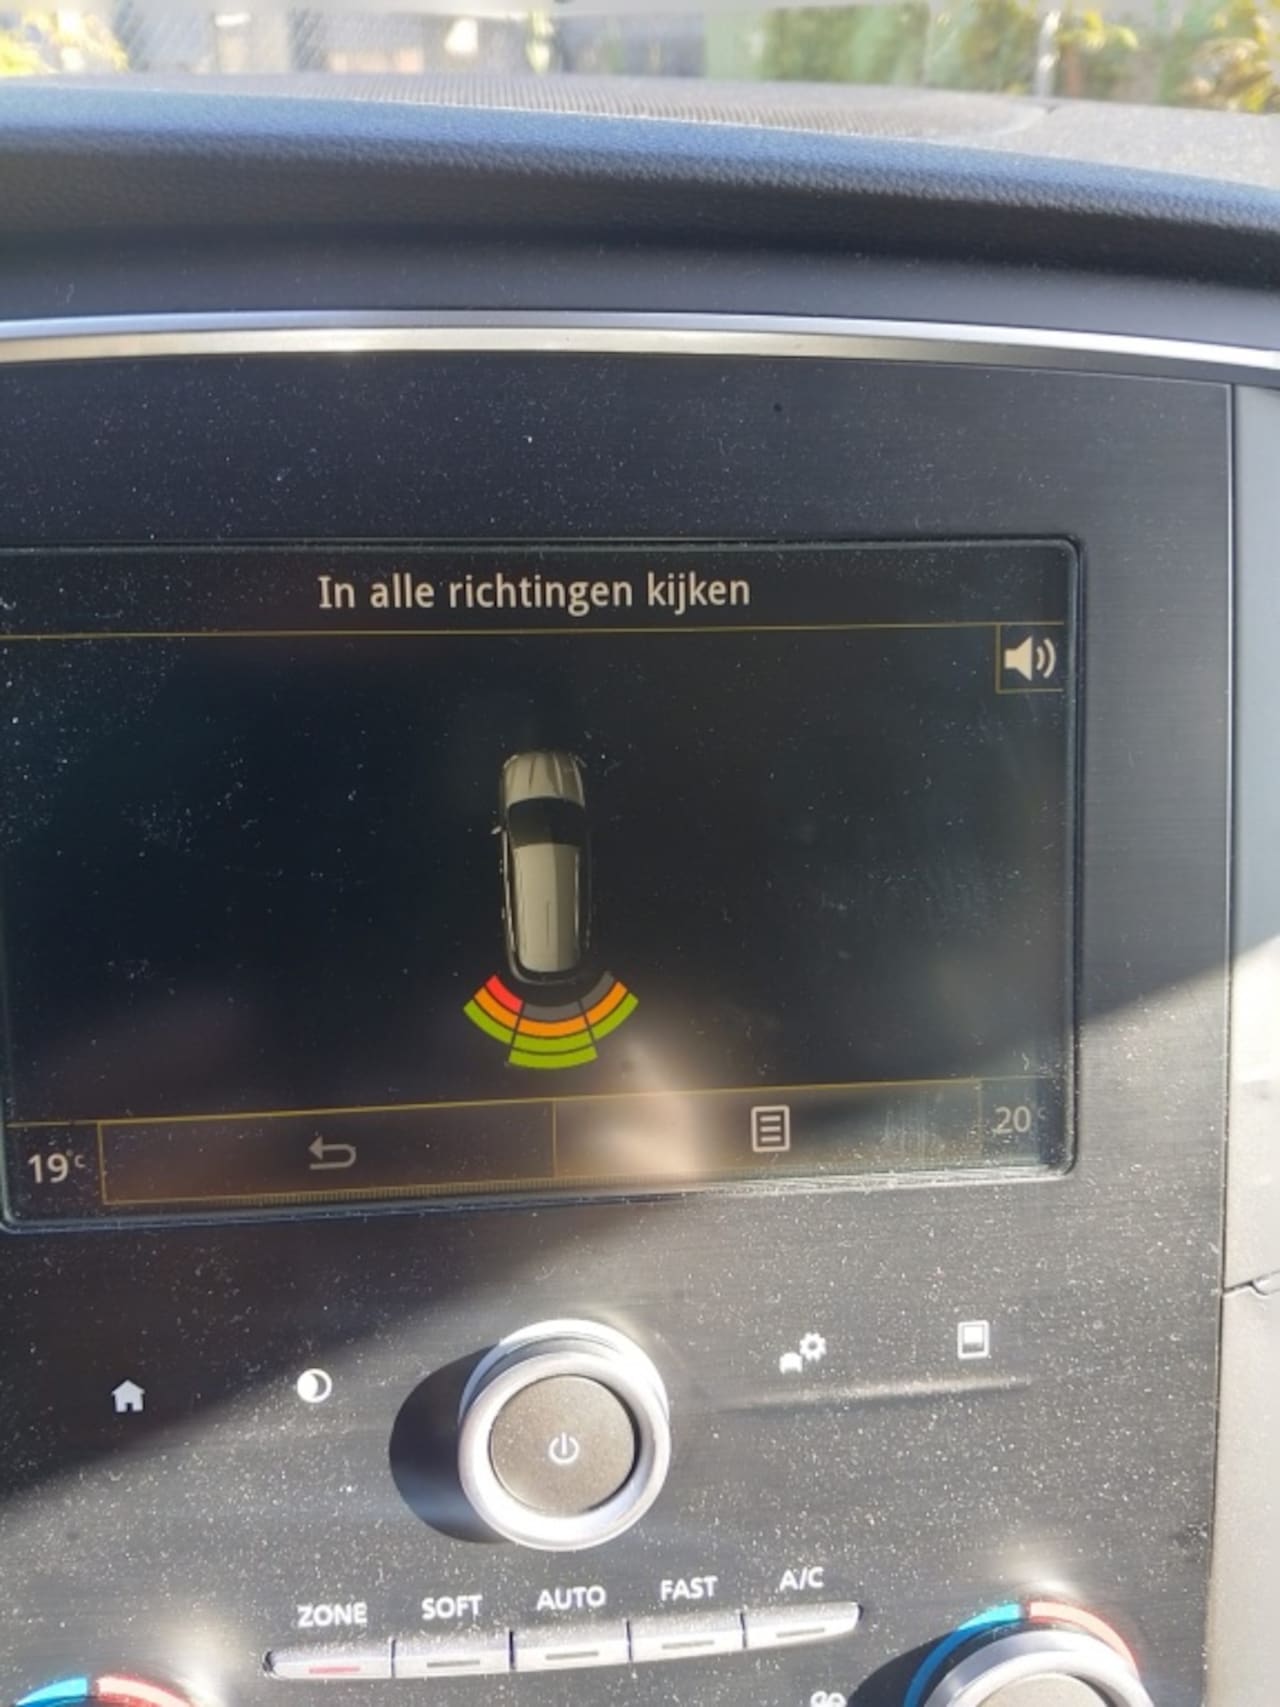 In alle richtingen kijken
19°C
20°C
ZONE SOFT AUTO FAST A/C